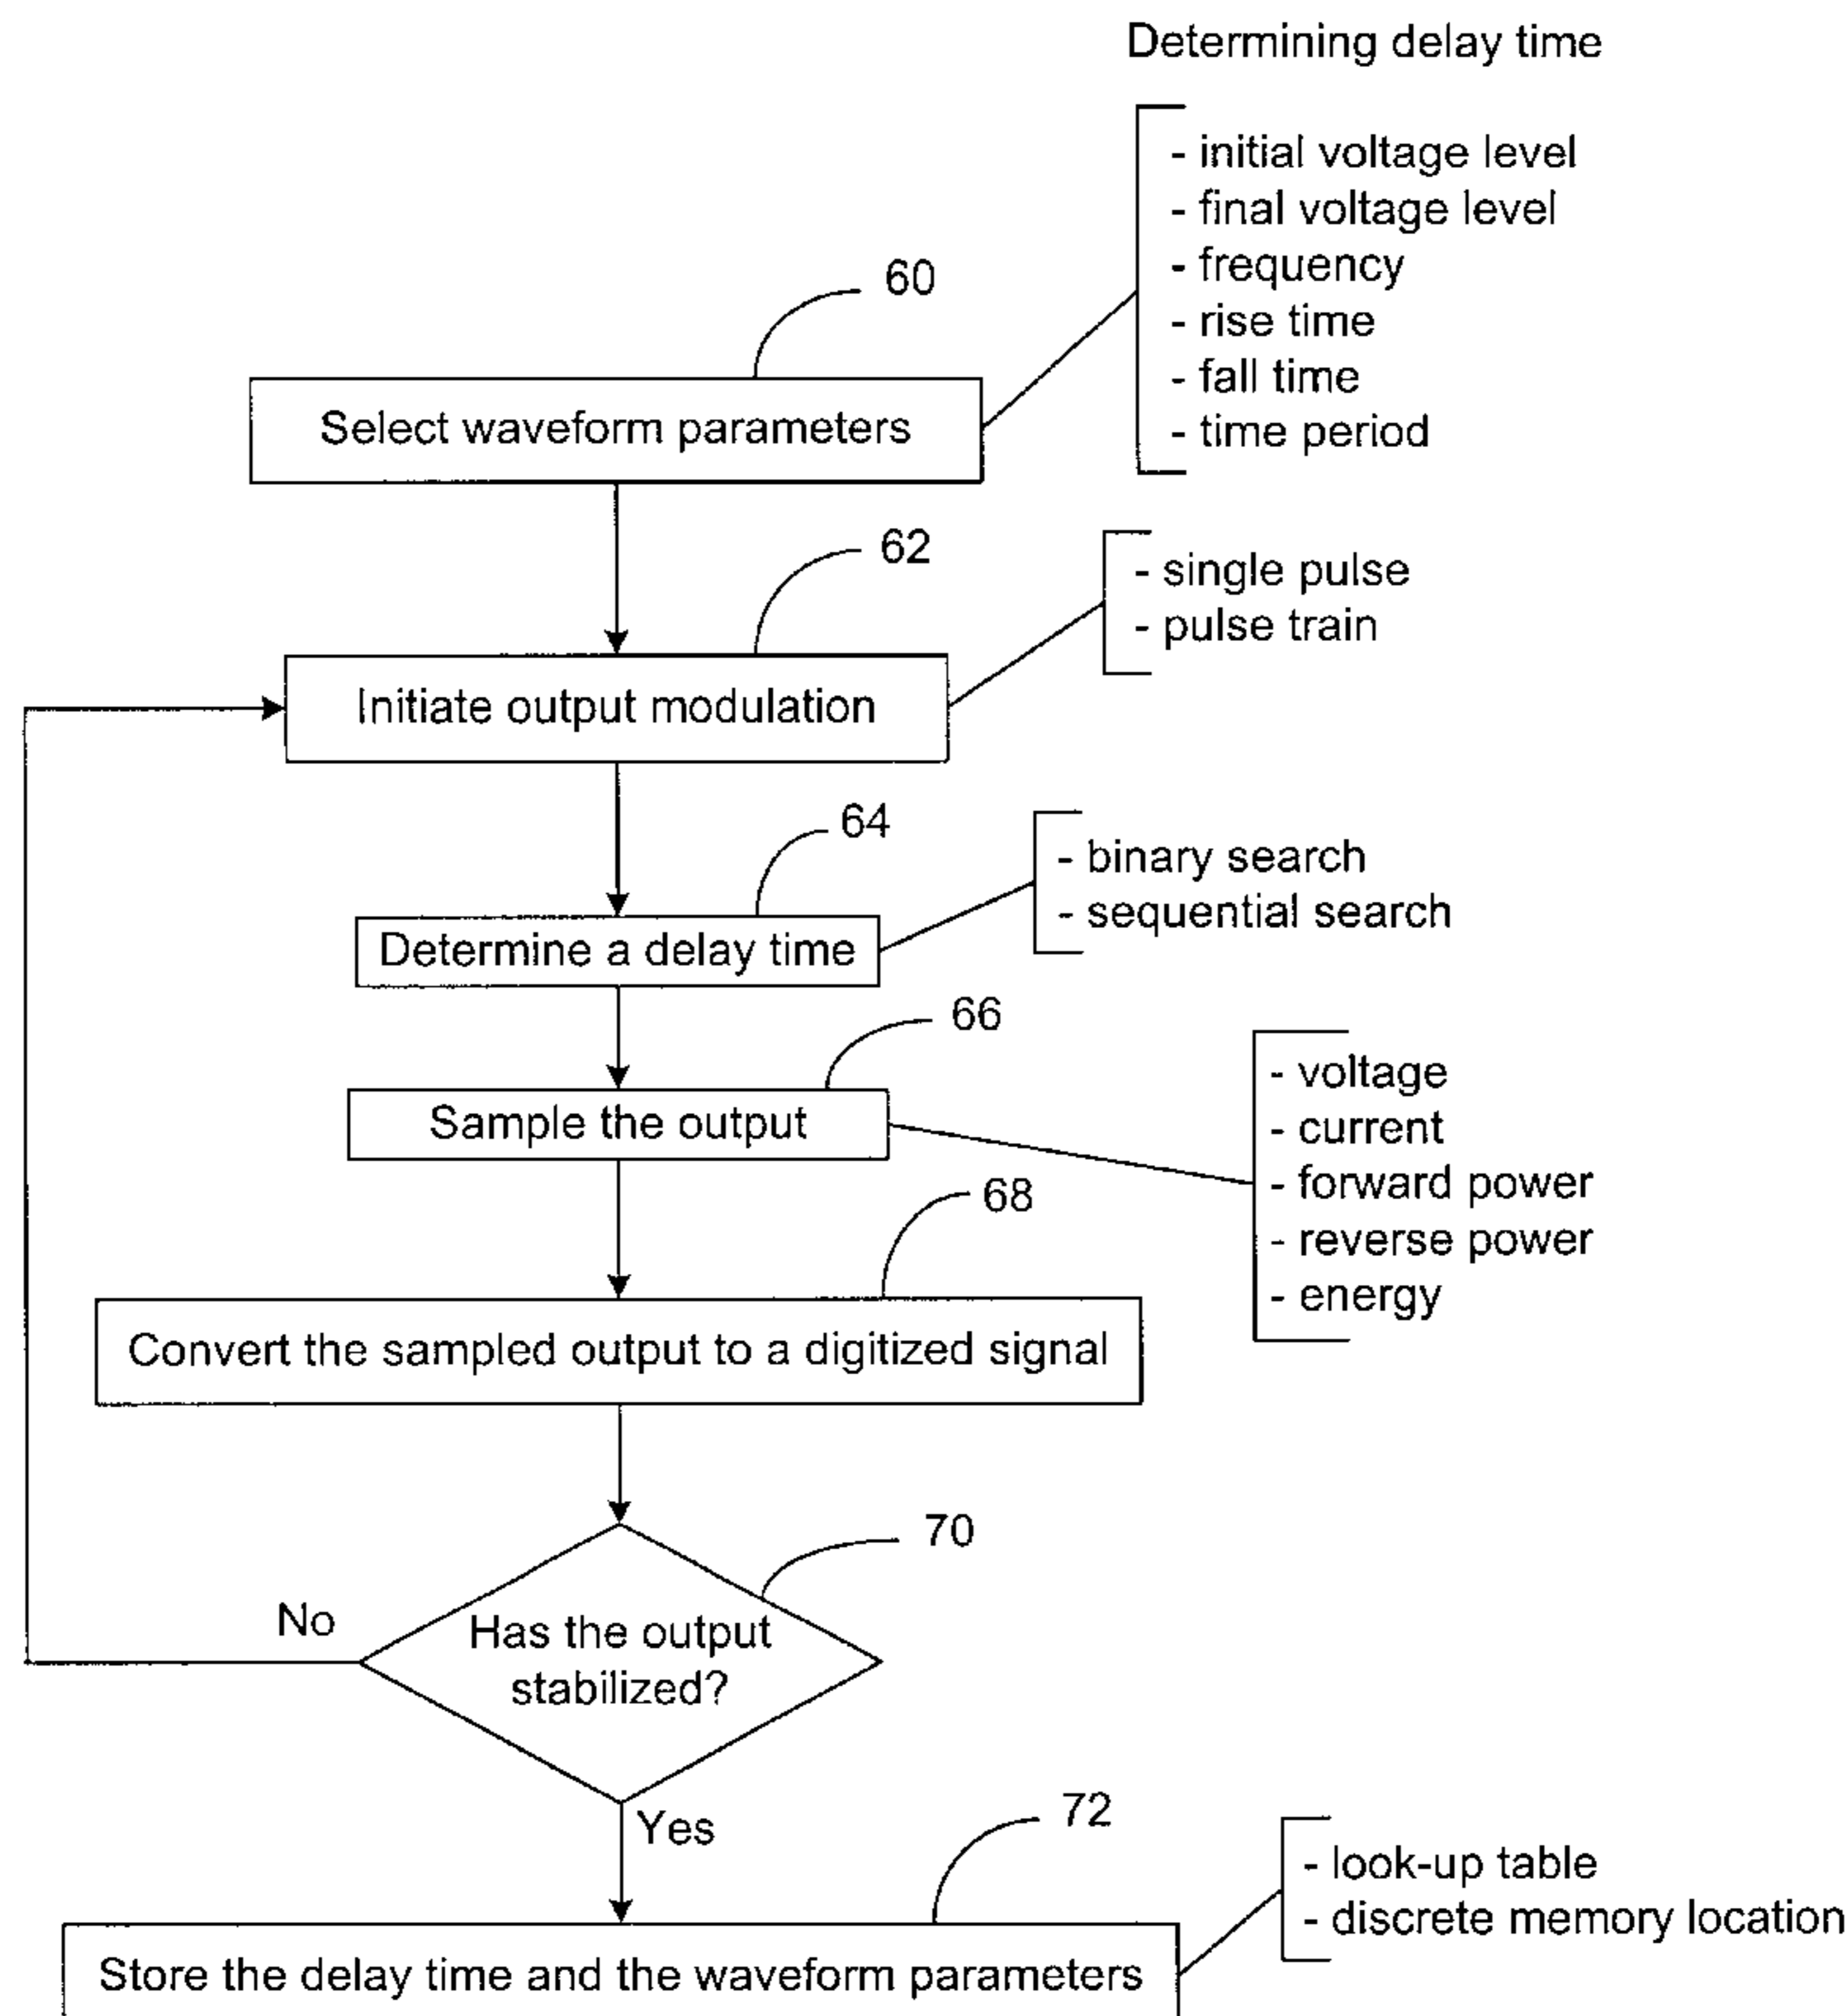 Determining delay time
- initial voltage level
- final voltage level
- frequency
- rise time
- fall time
- time period
60
Select waveform parameters
62
- single pulse
- pulse train
Initiate output modulation
64
- binary search
- sequential search
Determine a delay time
66
Sample the output
- voltage
- current
- forward power
- reverse power
- energy
68
Convert the sampled output to a digitized signal
70
No
Has the output
stabilized?
Yes
72
- look-up table
- discrete memory location
Store the delay time and the waveform parameters